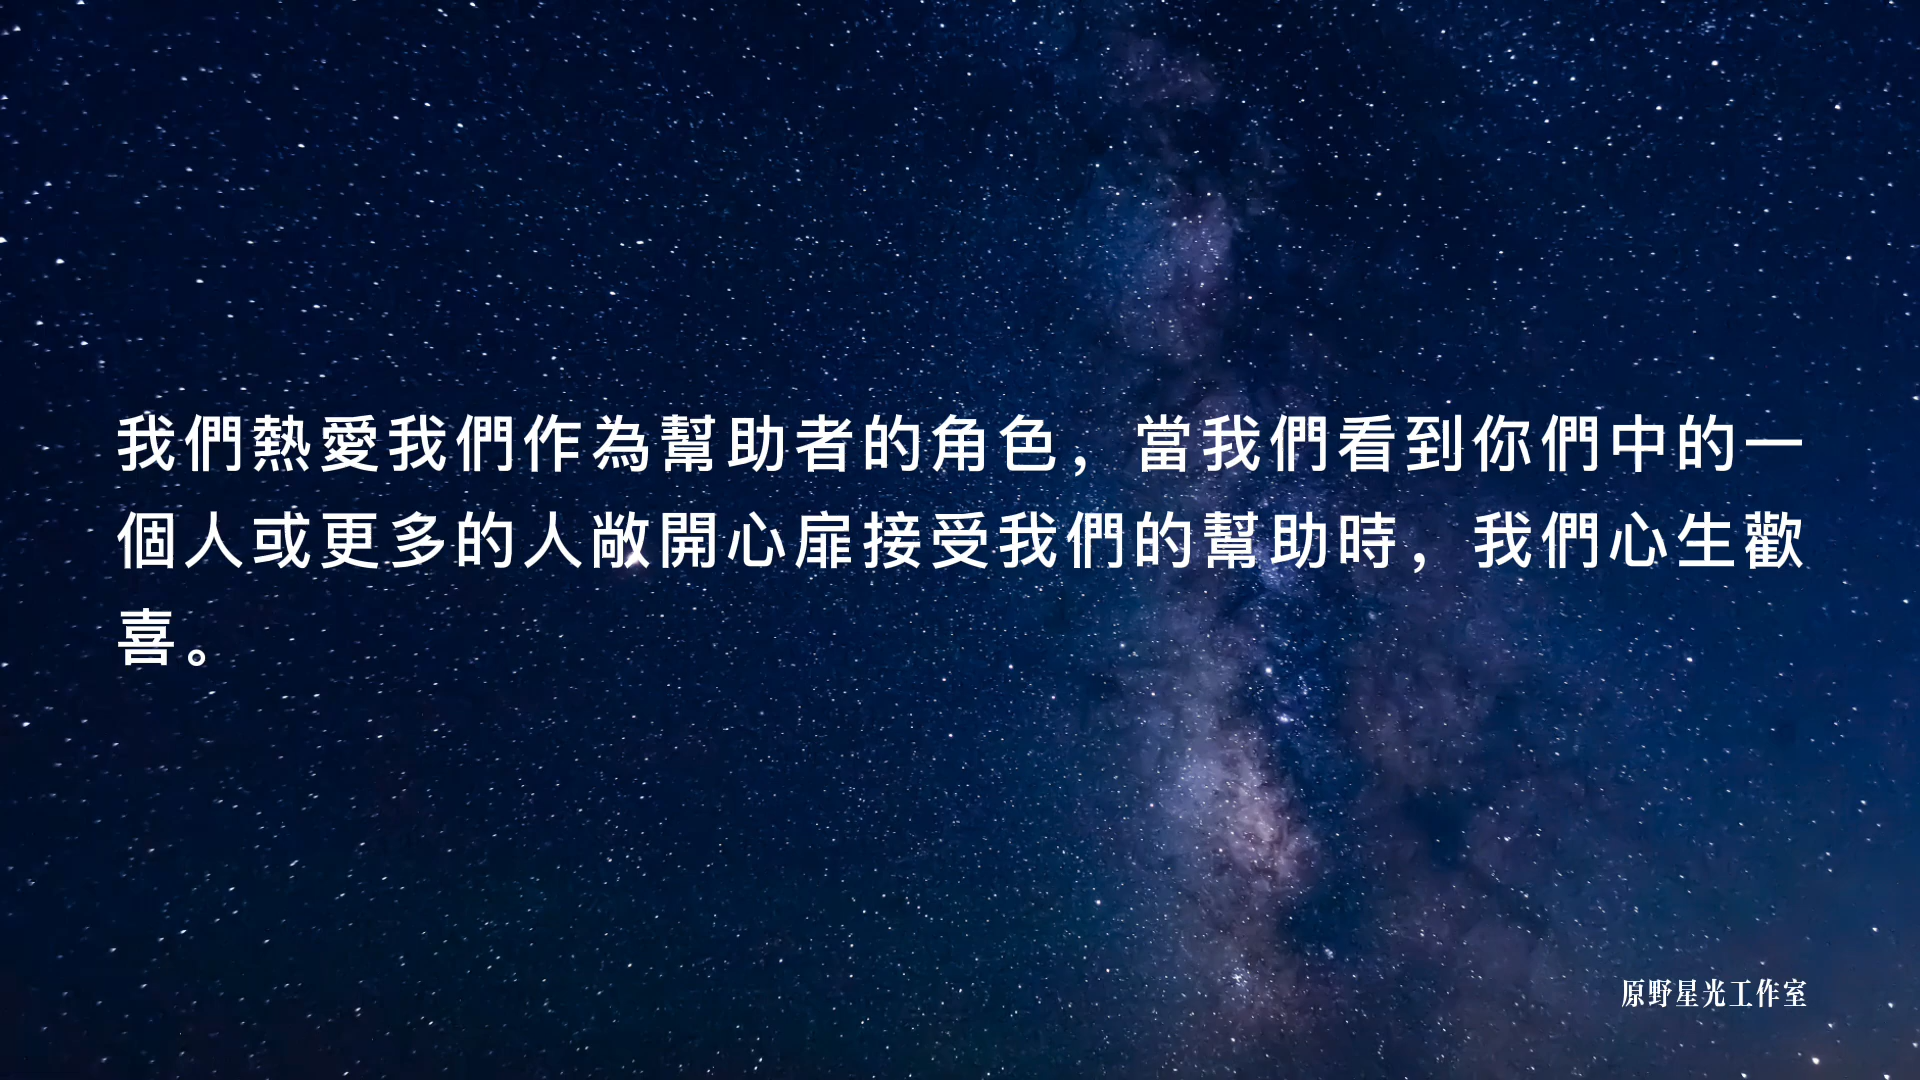 我們熱愛我們作為幫助者的角色，當我們看到你們中的一
個人或更多的人敞開心扉接受我們的幫助時，我們心生歡
喜。
原野星光工作室